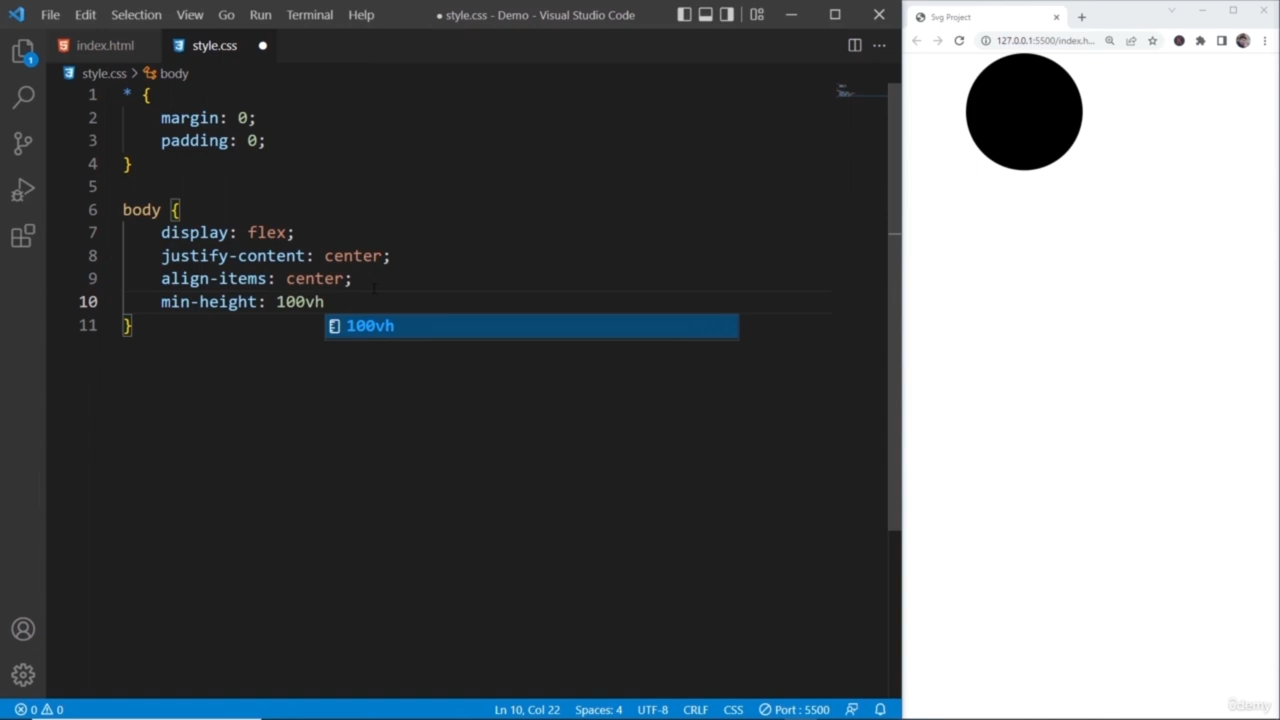 File Edit Selection View Go Run Terminal Help
● style.css - Demo - Visual Studio Code
Svg Project
index.html
style.css
127.0.0.1:5500/index.h...
style.css > body
1 * {
2 margin: 0;
3 padding: 0;
4 }
5
6 body {
7 display: flex;
8 justify-content: center;
9 align-items: center;
10 min-height: 100vh
11 }
100vh
1
0 0
Ln 10, Col 22
Spaces: 4
UTF-8
CRLF
CSS
Port : 5500
ûdemy